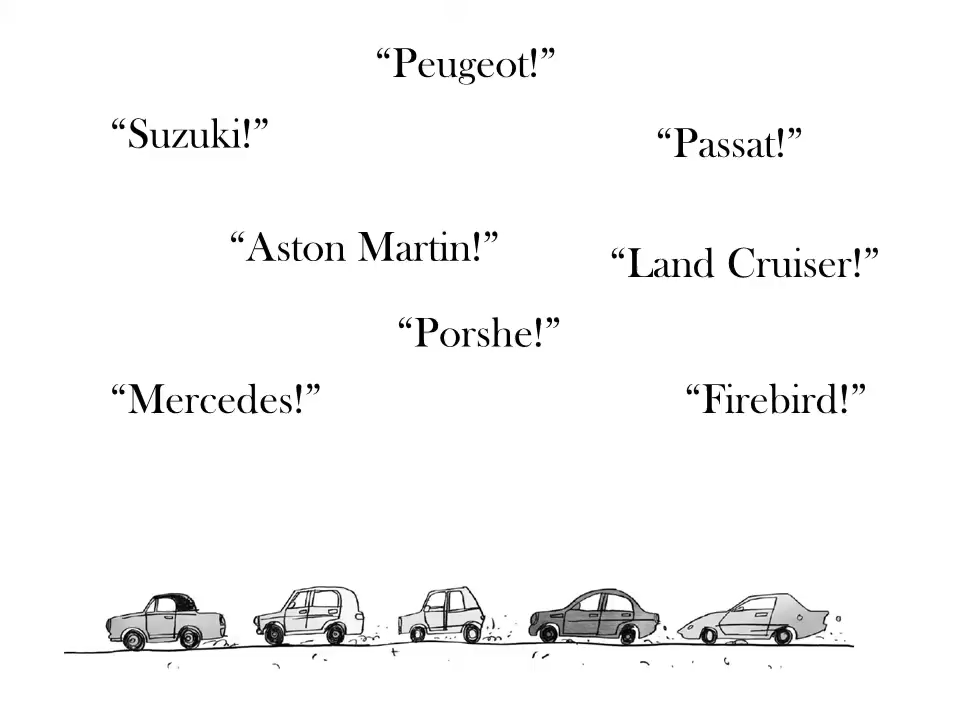 “Peugeot!”
“Suzuki!”
“Passat!”
“Aston Martin!”
“Land Cruiser!”
“Porshe!”
“Mercedes!”
“Firebird!”